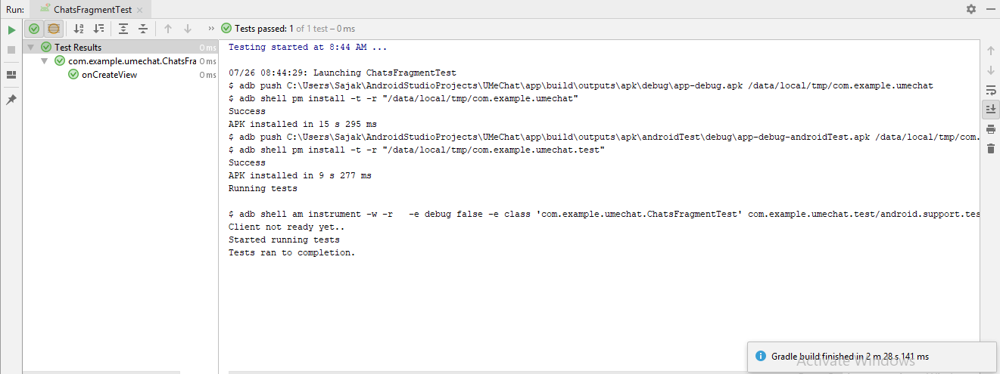 Run: ChatsFragmentTest
Tests passed: 1 of 1 test – 0 ms
Test Results 0 ms
com.example.umechat.ChatsFra 0 ms
onCreateView 0 ms
Testing started at 8:44 AM ...
07/26 08:44:29: Launching ChatsFragmentTest
$ adb push C:\Users\Sajak\AndroidStudioProjects\UMeChat\app\build\outputs\apk\debug\app-debug.apk /data/local/tmp/com.example.umechat
$ adb shell pm install -t -r "/data/local/tmp/com.example.umechat"
Success
APK installed in 15 s 295 ms
$ adb push C:\Users\Sajak\AndroidStudioProjects\UMeChat\app\build\outputs\apk\androidTest\debug\app-debug-androidTest.apk /data/local/tmp/com.
$ adb shell pm install -t -r "/data/local/tmp/com.example.umechat.test"
Success
APK installed in 9 s 277 ms
Running tests
$ adb shell am instrument -w -r   -e debug false -e class 'com.example.umechat.ChatsFragmentTest' com.example.umechat.test/android.support.tes
Client not ready yet..
Started running tests
Tests ran to completion.
Gradle build finished in 2 m 28 s 141 ms
Activate Windows